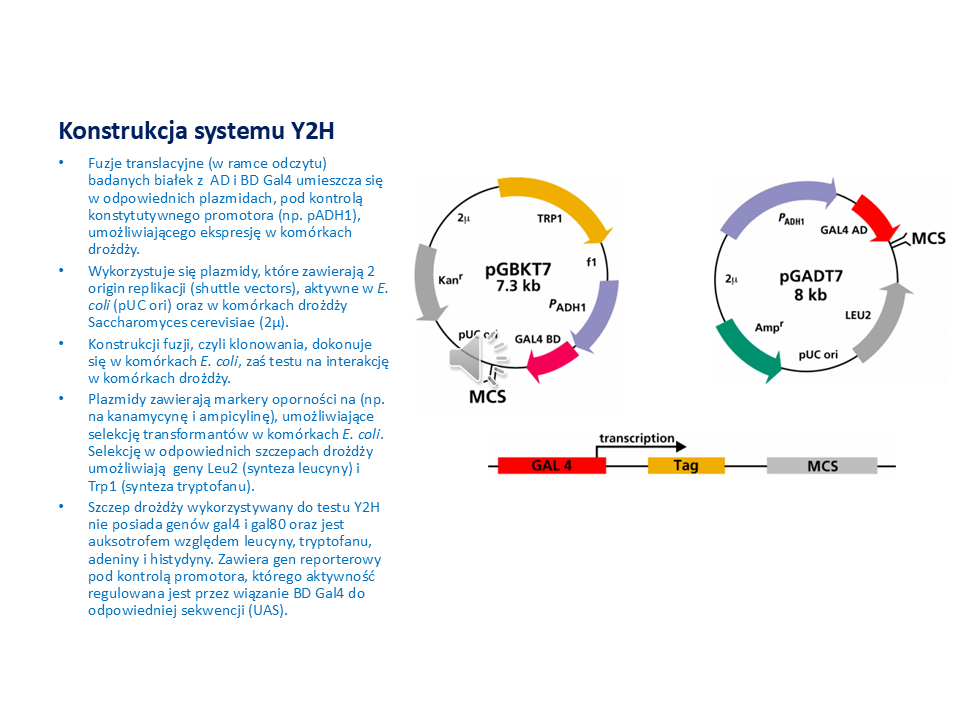 Konstrukcja systemu Y2H
• Fuzje translacyjne (w ramce odczytu)
badanych białek z AD i BD Gal4 umieszcza się
w odpowiednich plazmidach, pod kontrolą
konstytutywnego promotora (np. pADH1),
umożliwiającego ekspresję w komórkach
drożdży.
• Wykorzystuje się plazmidy, które zawierają 2
origin replikacji (shuttle vectors), aktywne w E.
coli (pUC ori) oraz w komórkach drożdży
Saccharomyces cerevisiae (2µ).
• Konstrukcji fuzji, czyli klonowania, dokonuje
się w komórkach E. coli, zaś testu na interakcję
w komórkach drożdży.
• Plazmidy zawierają markery oporności na (np.
na kanamycynę i ampicylinę), umożliwiające
selekcję transformantów w komórkach E. coli.
Selekcję w odpowiednich szczepach drożdży
umożliwiają geny Leu2 (synteza leucyny) i
Trp1 (synteza tryptofanu).
• Szczep drożdży wykorzystywany do testu Y2H
nie posiada genów gal4 i gal80 oraz jest
auksotrofem względem leucyny, tryptofanu,
adeniny i histydyny. Zawiera gen reporterowy
pod kontrolą promotora, którego aktywność
regulowana jest przez wiązanie BD Gal4 do
odpowiedniej sekwencji (UAS).
2µ
TRP1
f1
Kanr
pGBKT7
7.3 kb
PADH1
pUC ori
GAL4 BD
MCS
PADH1
GAL4 AD
MCS
2µ
pGADT7
8 kb
LEU2
Ampr
pUC ori
transcription
GAL 4
Tag
MCS